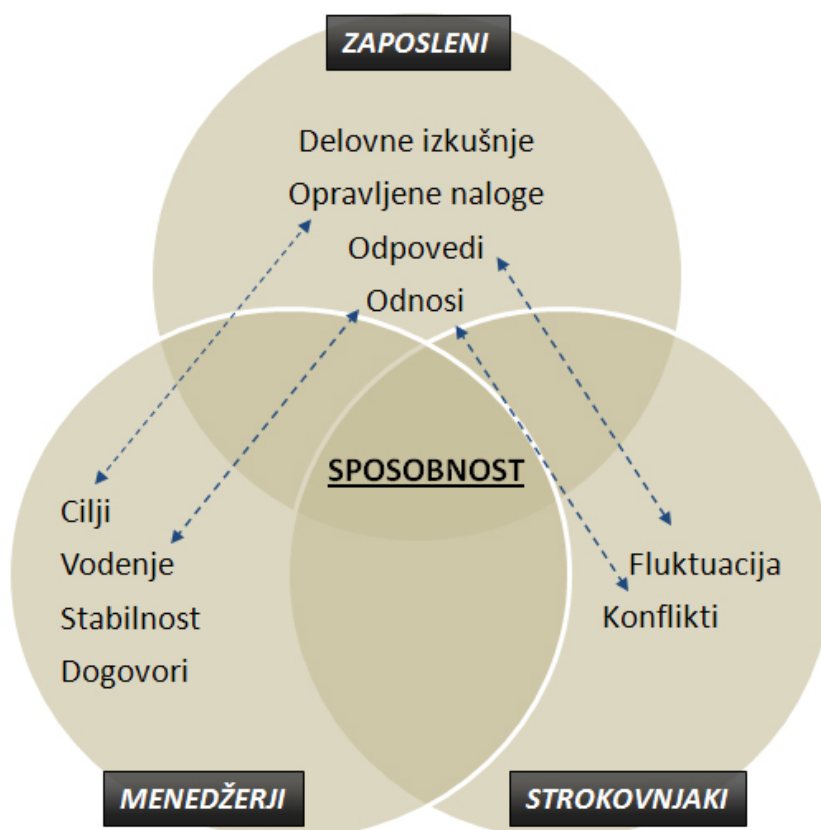 ZAPOSLENI
Delovne izkušnje
Opravljene naloge
Odpovedi
Odnosi
SPOSOBNOST
Cilji
Vodenje
Stabilnost
Dogovori
Fluktuacija
Konflikti
MENEDŽERJI
STROKOVNJAKI